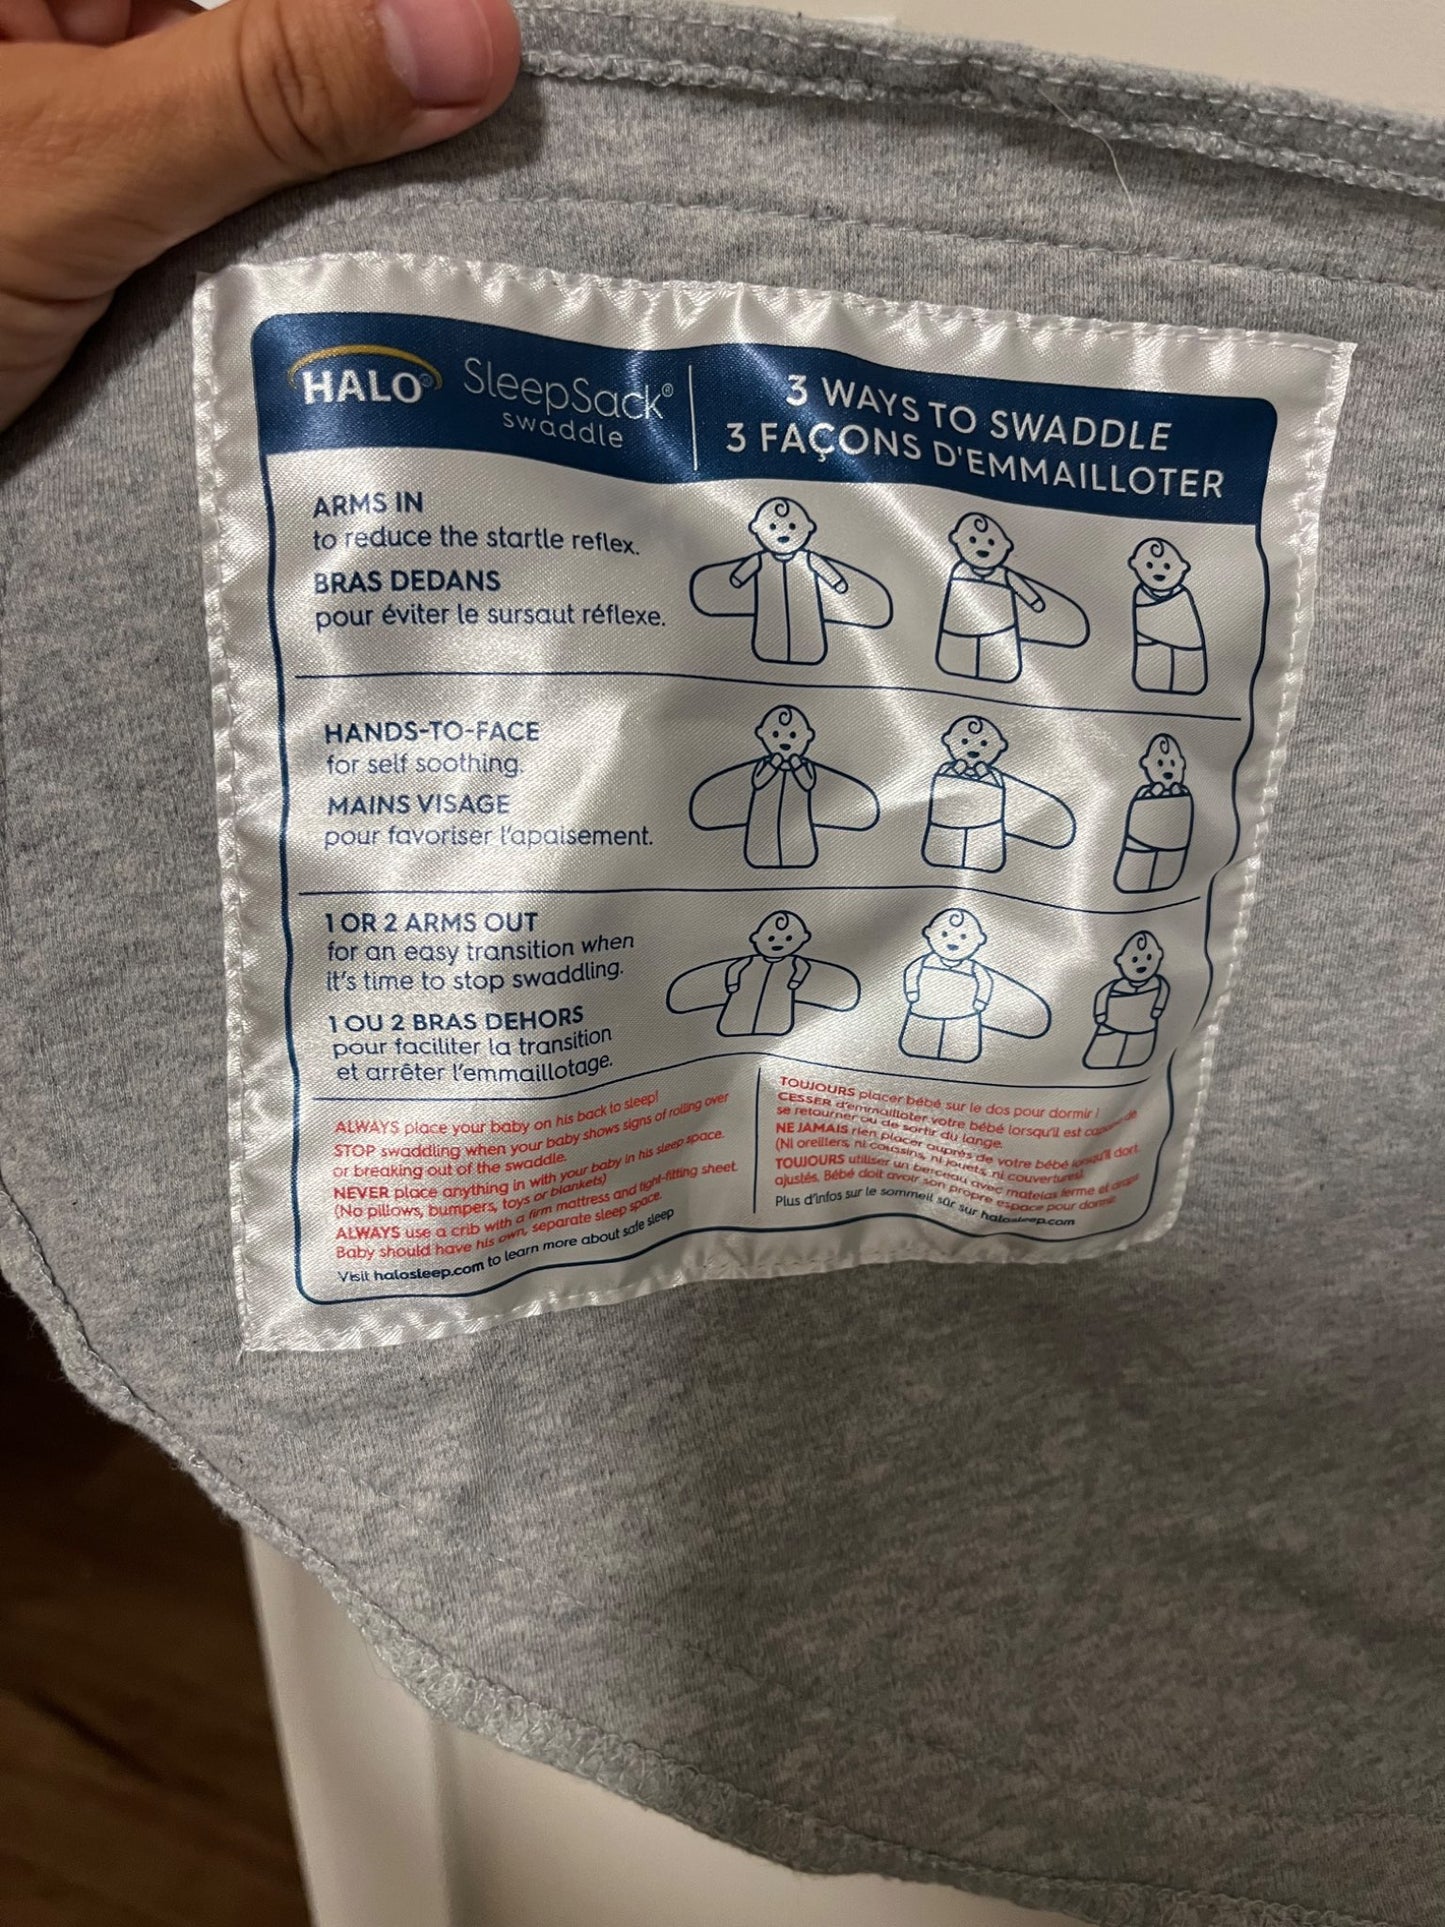 HALO® SleepSack®
swaddle
3 WAYS TO SWADDLE
3 FAÇONS D'EMMAILLOTER
ARMS IN
to reduce the startle reflex.
BRAS DEDANS
pour éviter le sursaut réflexe.
HANDS-TO-FACE
for self soothing.
MAINS VISAGE
pour favoriser l'apaisement.
1 OR 2 ARMS OUT
for an easy transition when
it's time to stop swaddling.
1 OU 2 BRAS DEHORS
pour faciliter la transition
et arrêter l'emmaillotage.
ALWAYS place your baby on his back to sleep!
STOP swaddling when your baby shows signs of rolling over
or breaking out of the swaddle.
NEVER place anything in with your baby in his sleep space.
(No pillows, bumpers, toys or blankets)
ALWAYS use a crib with a firm mattress and tight-fitting sheet.
Baby should have his own, separate sleep space.
Visit halosleep.com to learn more about safe sleep
TOUJOURS placer bébé sur le dos pour dormir !
CESSER d'emmailloter votre bébé lorsqu'il est capable de
se retourner ou de sortir du lange.
NE JAMAIS rien placer auprès de votre bébé lorsqu'il dort.
(Ni oreillers, ni coussins, ni jouets, ni couvertures)
TOUJOURS utiliser un berceau avec matelas ferme et draps
ajustés. Bébé doit avoir son propre espace pour dormir.
Plus d'infos sur le sommeil sûr sur halosleep.com